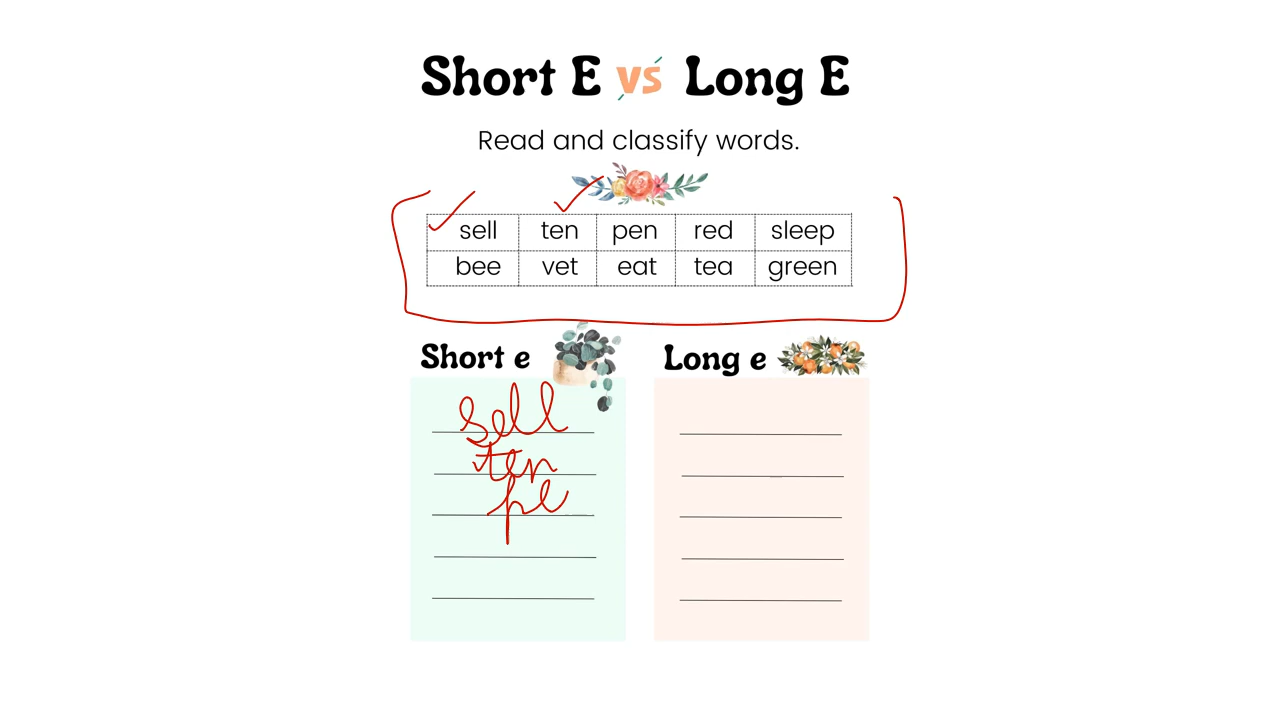 Short E vs Long E
Read and classify words.
sell ten pen red sleep
bee vet eat tea green
Short e Long e
sell
ten
pe